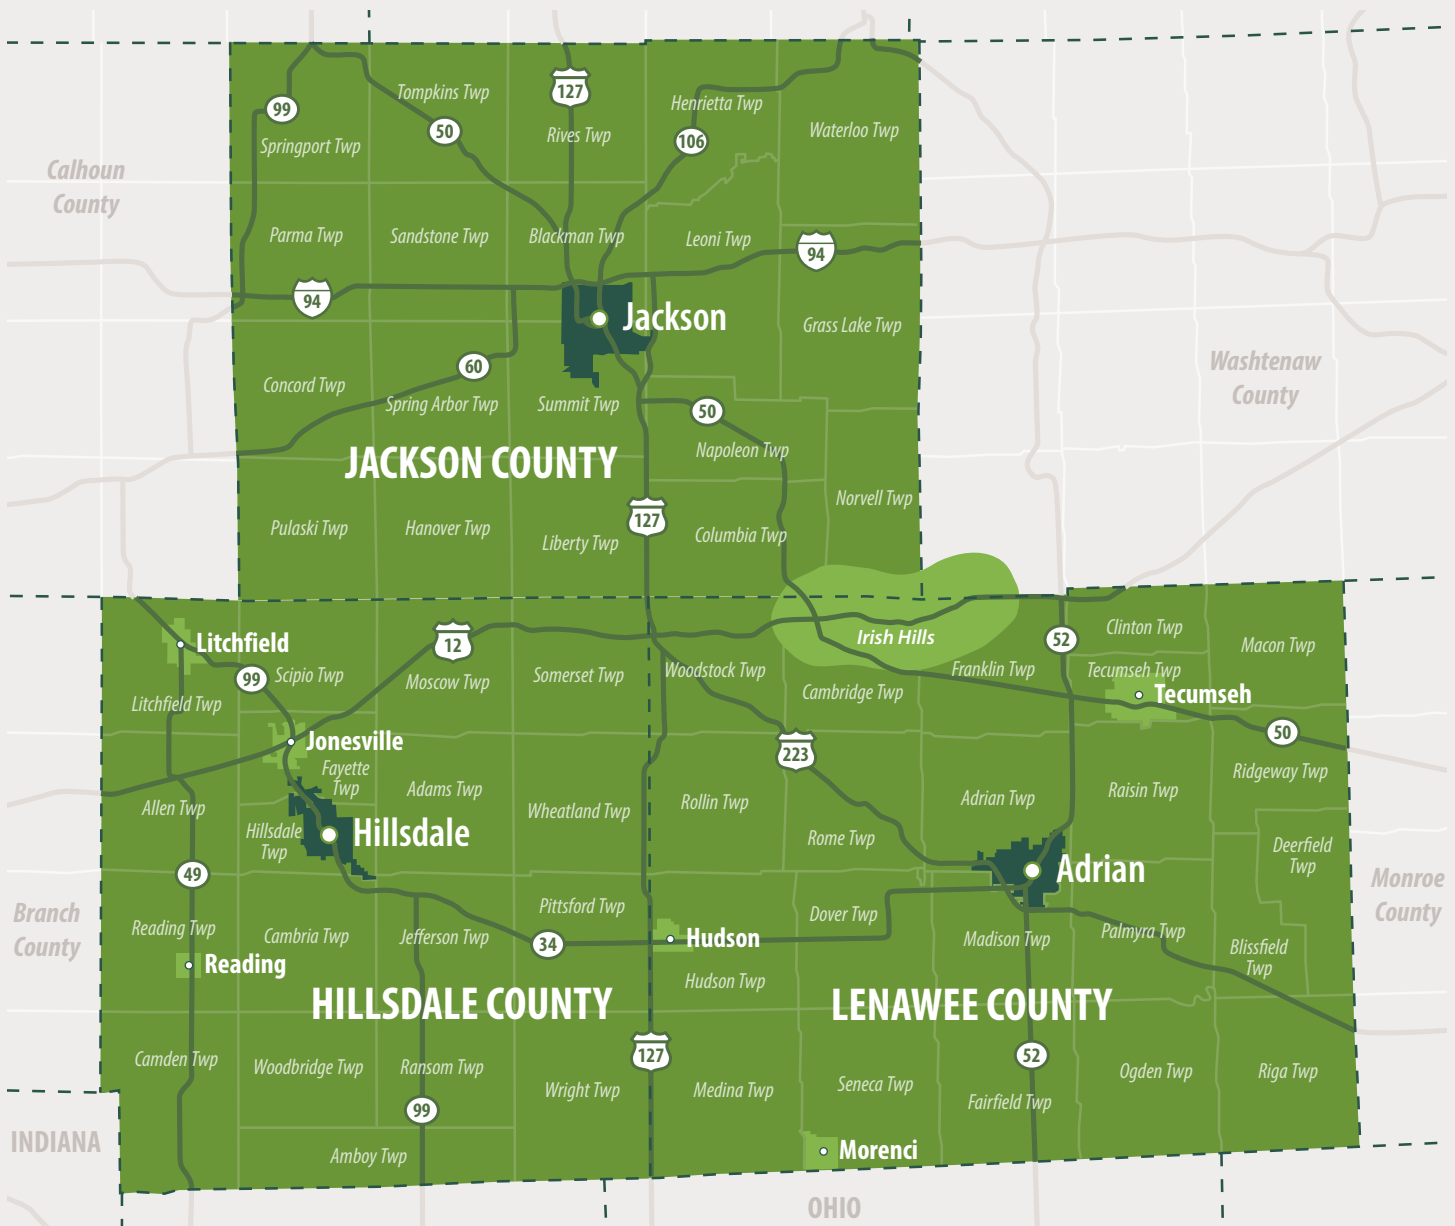 127
Tompkins Twp
Henrietta Twp
99
50
Rives Twp
106
Waterloo Twp
Springport Twp
Calhoun
County
Parma Twp
Sandstone Twp
Blackman Twp
Leoni Twp
94
94
Jackson
Grass Lake Twp
60
Concord Twp
Spring Arbor Twp
Summit Twp
50
Washtenaw
County
JACKSON COUNTY
Napoleon Twp
Norvell Twp
127
Pulaski Twp
Hanover Twp
Liberty Twp
Columbia Twp
Litchfield
12
Irish Hills
52
Clinton Twp
Macon Twp
99
Scipio Twp
Moscow Twp
Somerset Twp
Woodstock Twp
Cambridge Twp
Franklin Twp
Tecumseh Twp
Tecumseh
Litchfield Twp
Jonesville
223
50
Fayette
Twp
Adams Twp
Wheatland Twp
Rollin Twp
Adrian Twp
Raisin Twp
Ridgeway Twp
Allen Twp
Hillsdale
Twp
Hillsdale
Rome Twp
Deerfield
Twp
49
Adrian
Monroe
County
Branch
County
Reading Twp
Cambria Twp
Jefferson Twp
Pittsford Twp
34
Hudson
Dover Twp
Madison Twp
Palmyra Twp
Blissfield
Twp
Reading
Hudson Twp
HILLSDALE COUNTY
LENAWEE COUNTY
Camden Twp
Woodbridge Twp
Ransom Twp
127
52
Wright Twp
Medina Twp
Seneca Twp
Fairfield Twp
Ogden Twp
Riga Twp
99
INDIANA
Amboy Twp
Morenci
OHIO